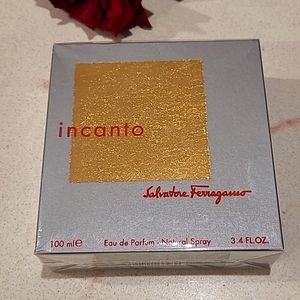 incanto
Salvatore Ferragamo
100 ml ℮ Eau de Parfum - Natural Spray 3.4 FL.OZ.